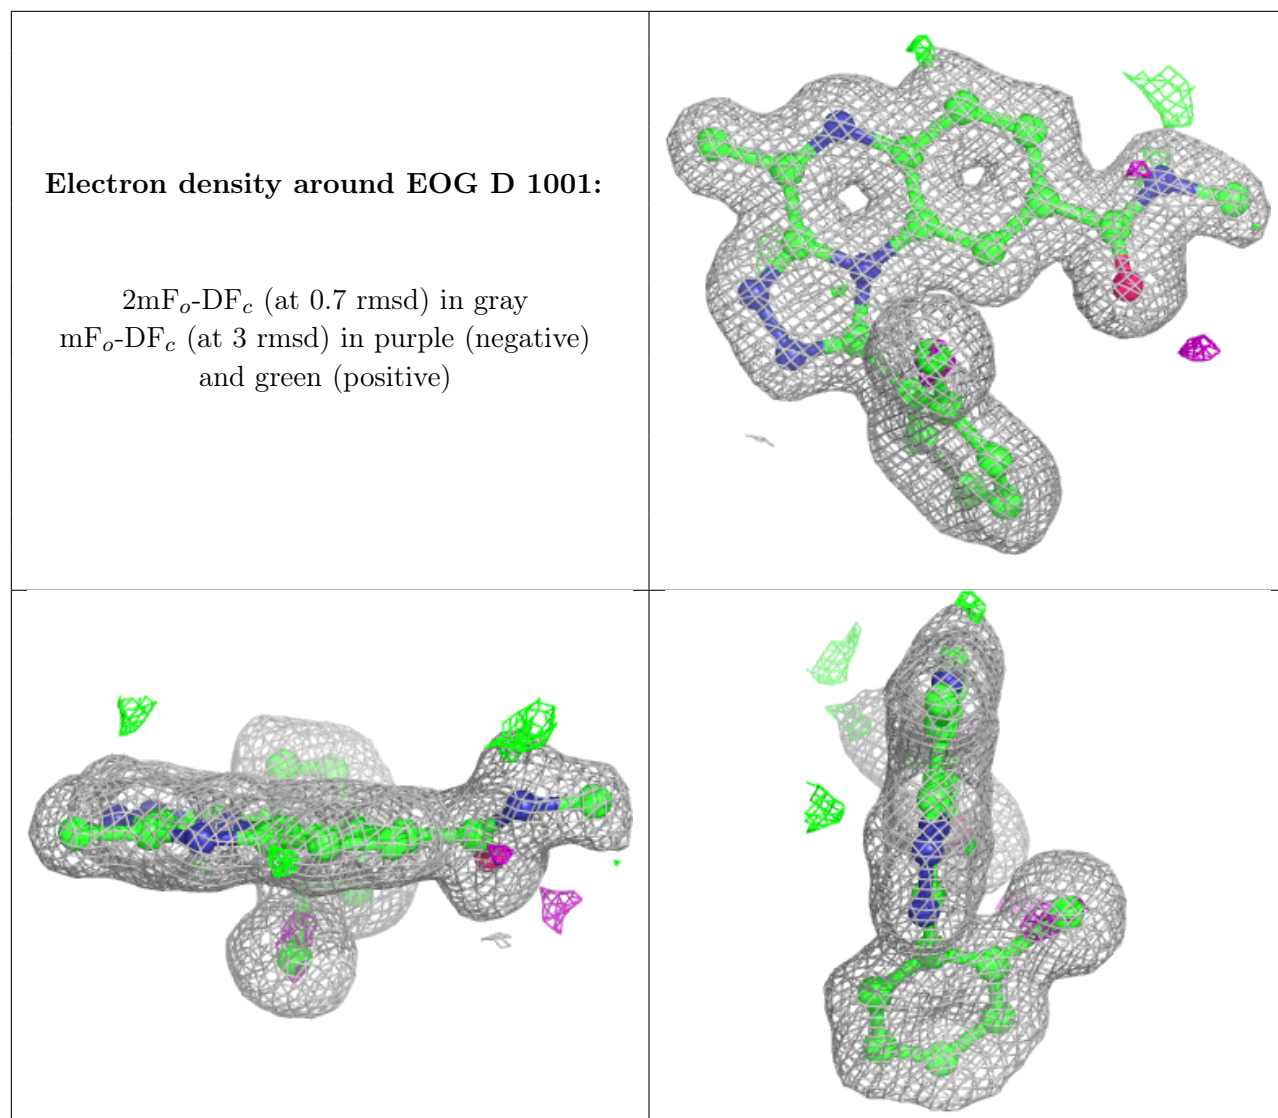 Electron density around EOG D 1001:
2mFo-DFc (at 0.7 rmsd) in gray
mFo-DFc (at 3 rmsd) in purple (negative)
and green (positive)